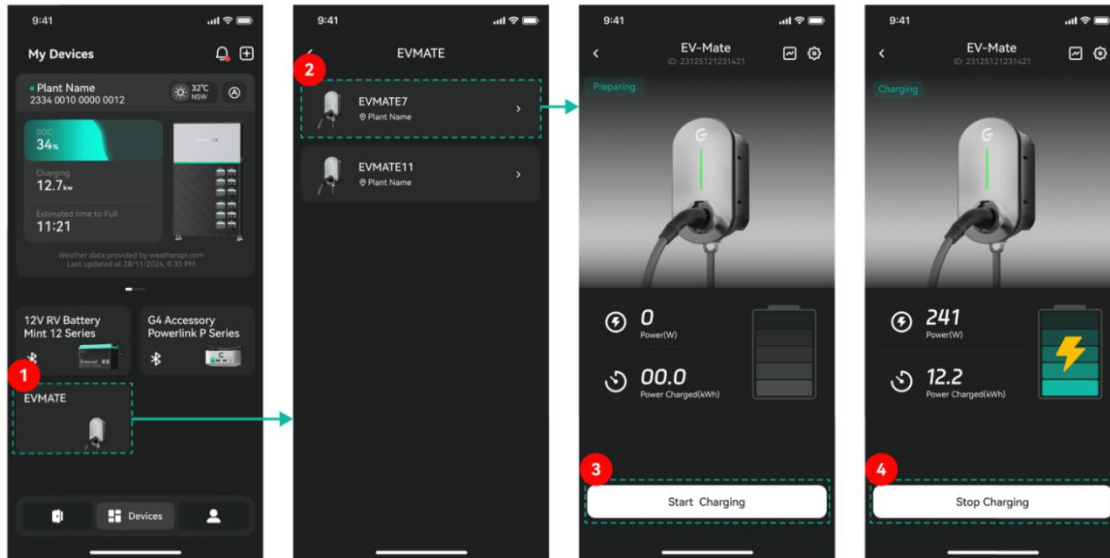 9:41
My Devices
Plant Name
2334 0010 0000 0012
32°C
NSW
SOC
34%
Charging
12.7kw
Estimated time to Full
11:21
Weather data provided by weatherapi.com
Last updated at 28/11/2024, 8:33 PM
12V RV Battery
Mint 12 Series
G4 Accessory
Powerlink P Series
1
EVMATE
Devices
9:41
EVMATE
2
EVMATE7
Plant Name
EVMATE11
Plant Name
9:41
EV-Mate
ID: 23125121231421
Preparing
0
Power(W)
00.0
Power Charged(kWh)
3
Start Charging
9:41
EV-Mate
ID: 23125121231421
Charging
241
Power(W)
12.2
Power Charged(kWh)
4
Stop Charging